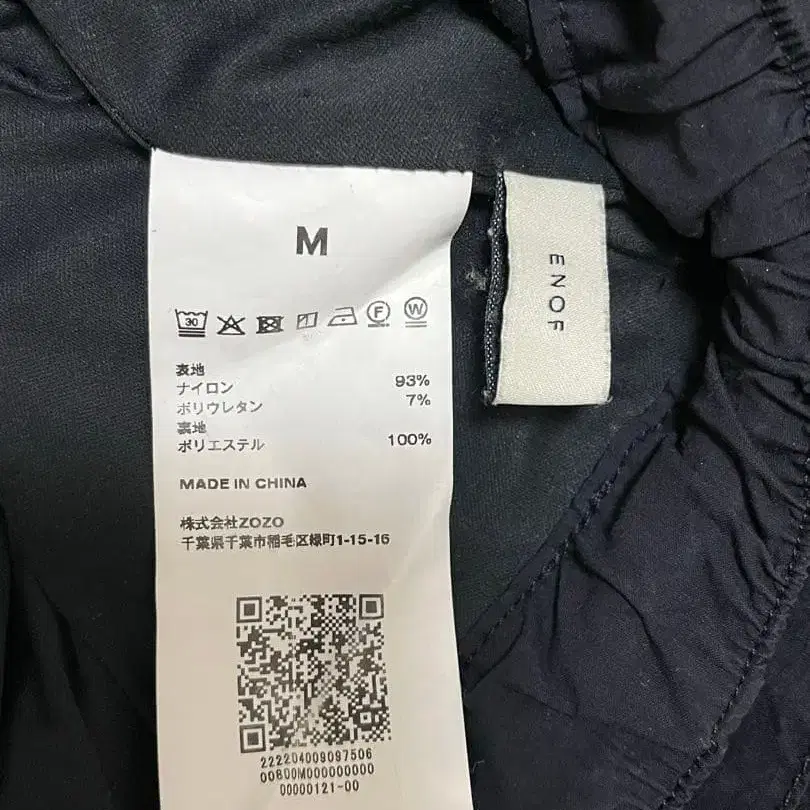 M
30 F W
表地
ナイロン 93%
ポリウレタン 7%
裏地
ポリエステル 100%
MADE IN CHINA
株式会社ZOZO
千葉県千葉市稲毛区緑町1-15-16
222204009097506
00800M000000000
00000121-00
ENOF